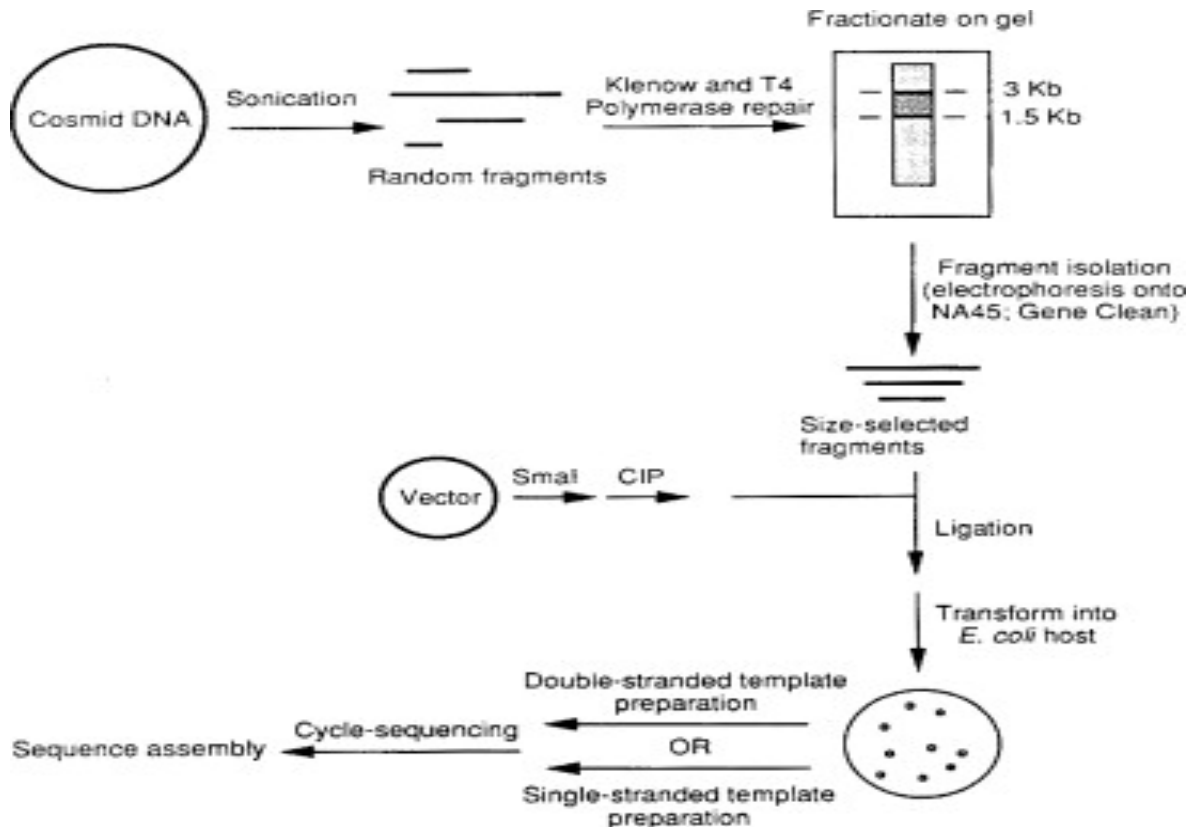 Fractionate on gel
Cosmid DNA
Sonication
Random fragments
Klenow and T4
Polymerase repair
3 Kb
1.5 Kb
Fragment isolation
(electrophoresis onto
NA45; Gene Clean)
Size-selected
fragments
Vector
SmaI
CIP
Ligation
Transform into
E. coli host
Double-stranded template
preparation
OR
Single-stranded template
preparation
Cycle-sequencing
Sequence assembly